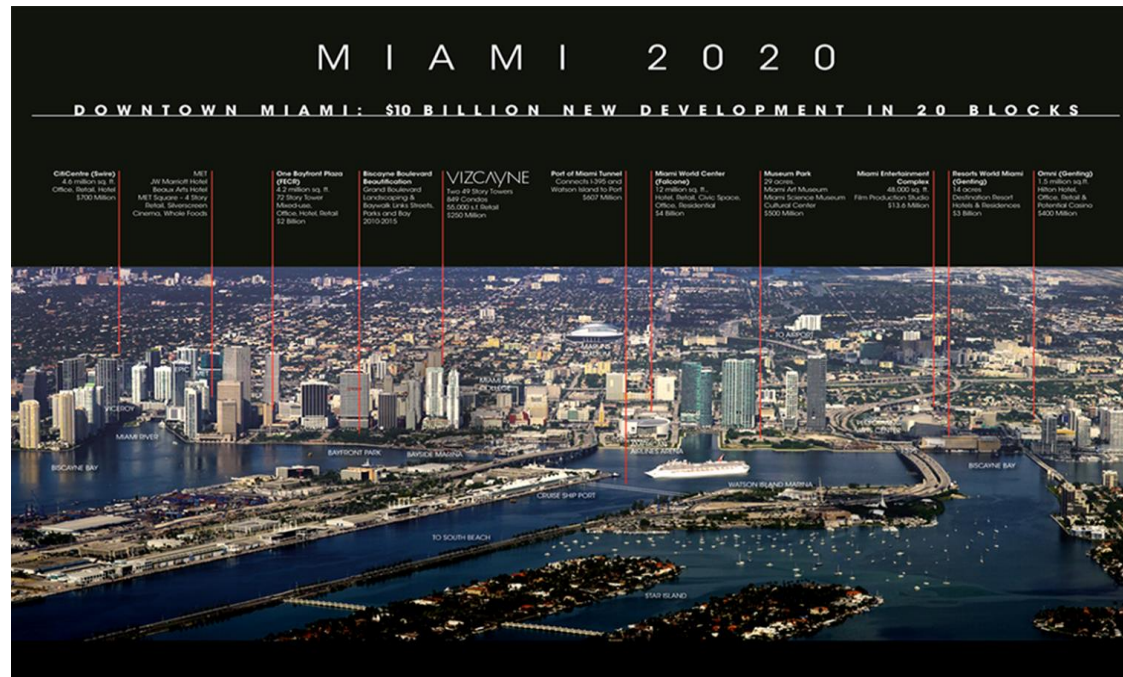 MIAMI 2020
DOWNTOWN MIAMI: $10 BILLION NEW DEVELOPMENT IN 20 BLOCKS
CitiCentre (Swire)
4.6 million sq. ft.
Office, Retail, Hotel
$700 Million
MET
JW Marriott Hotel
Beaux Arts Hotel
MET Square - 4 Story
Retail, Silverscreen
Cinema, Whole Foods
One Bayfront Plaza
(FECR)
4.2 million sq. ft.
72 Story Tower
Mixed-use,
Office, Hotel, Retail
$2 Billion
Biscayne Boulevard
Beautification
Grand Boulevard
Landscaping &
Baywalk Links Streets,
Parks and Bay
2010-2015
VIZCAYNE
Two 49 Story Towers
849 Condos
55,000 s.f. Retail
$250 Million
Port of Miami Tunnel
Connects I-395 and
Watson Island to Port
$607 Million
Miami World Center
(Falcone)
12 million sq. ft.,
Hotel, Retail, Civic Space,
Office, Residential
$4 Billion
Museum Park
29 acres.
Miami Art Museum
Miami Science Museum
Cultural Center
$500 Million
Miami Entertainment
Complex
48,000 sq. ft.
Film Production Studio
$13.6 Million
Resorts World Miami
(Genting)
14 acres
Destination Resort
Hotels & Residences
$3 Billion
Omni (Genting)
1.5 million sq.ft.
Hilton Hotel,
Office, Retail &
Potential Casino
$400 Million
TO AIRPORT
MARLINS
EPIC
MIAMI
COLLEGE
VICEROY
MIAMI RIVER
BAYFRONT PARK
BAYSIDE MARINA
AIRLINES ARENA
BISCAYNE BAY
BISCAYNE BAY
WATSON ISLAND MARINA
CRUISE SHIP PORT
TO SOUTH BEACH
STAR ISLAND